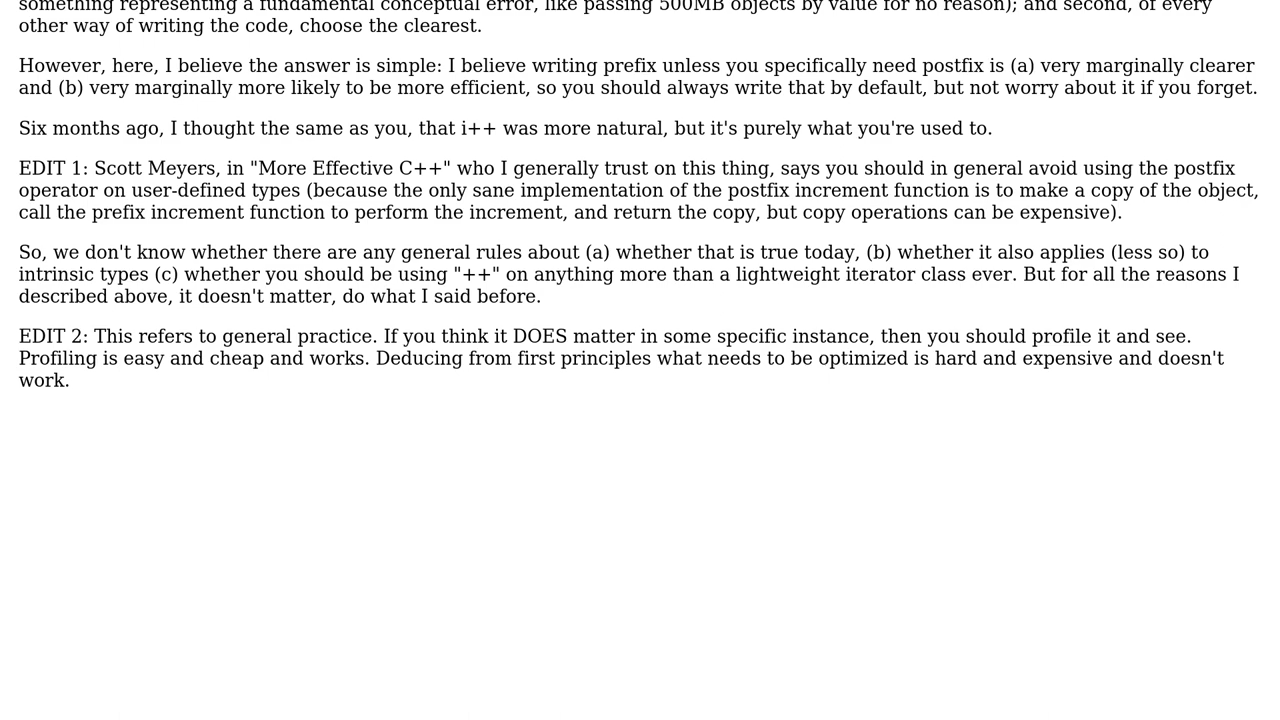 something representing a fundamental conceptual error, like passing 500MB objects by value for no reason); and second, of every
other way of writing the code, choose the clearest.
However, here, I believe the answer is simple: I believe writing prefix unless you specifically need postfix is (a) very marginally clearer
and (b) very marginally more likely to be more efficient, so you should always write that by default, but not worry about it if you forget.
Six months ago, I thought the same as you, that i++ was more natural, but it's purely what you're used to.
EDIT 1: Scott Meyers, in "More Effective C++" who I generally trust on this thing, says you should in general avoid using the postfix
operator on user-defined types (because the only sane implementation of the postfix increment function is to make a copy of the object,
call the prefix increment function to perform the increment, and return the copy, but copy operations can be expensive).
So, we don't know whether there are any general rules about (a) whether that is true today, (b) whether it also applies (less so) to
intrinsic types (c) whether you should be using "++" on anything more than a lightweight iterator class ever. But for all the reasons I
described above, it doesn't matter, do what I said before.
EDIT 2: This refers to general practice. If you think it DOES matter in some specific instance, then you should profile it and see.
Profiling is easy and cheap and works. Deducing from first principles what needs to be optimized is hard and expensive and doesn't
work.